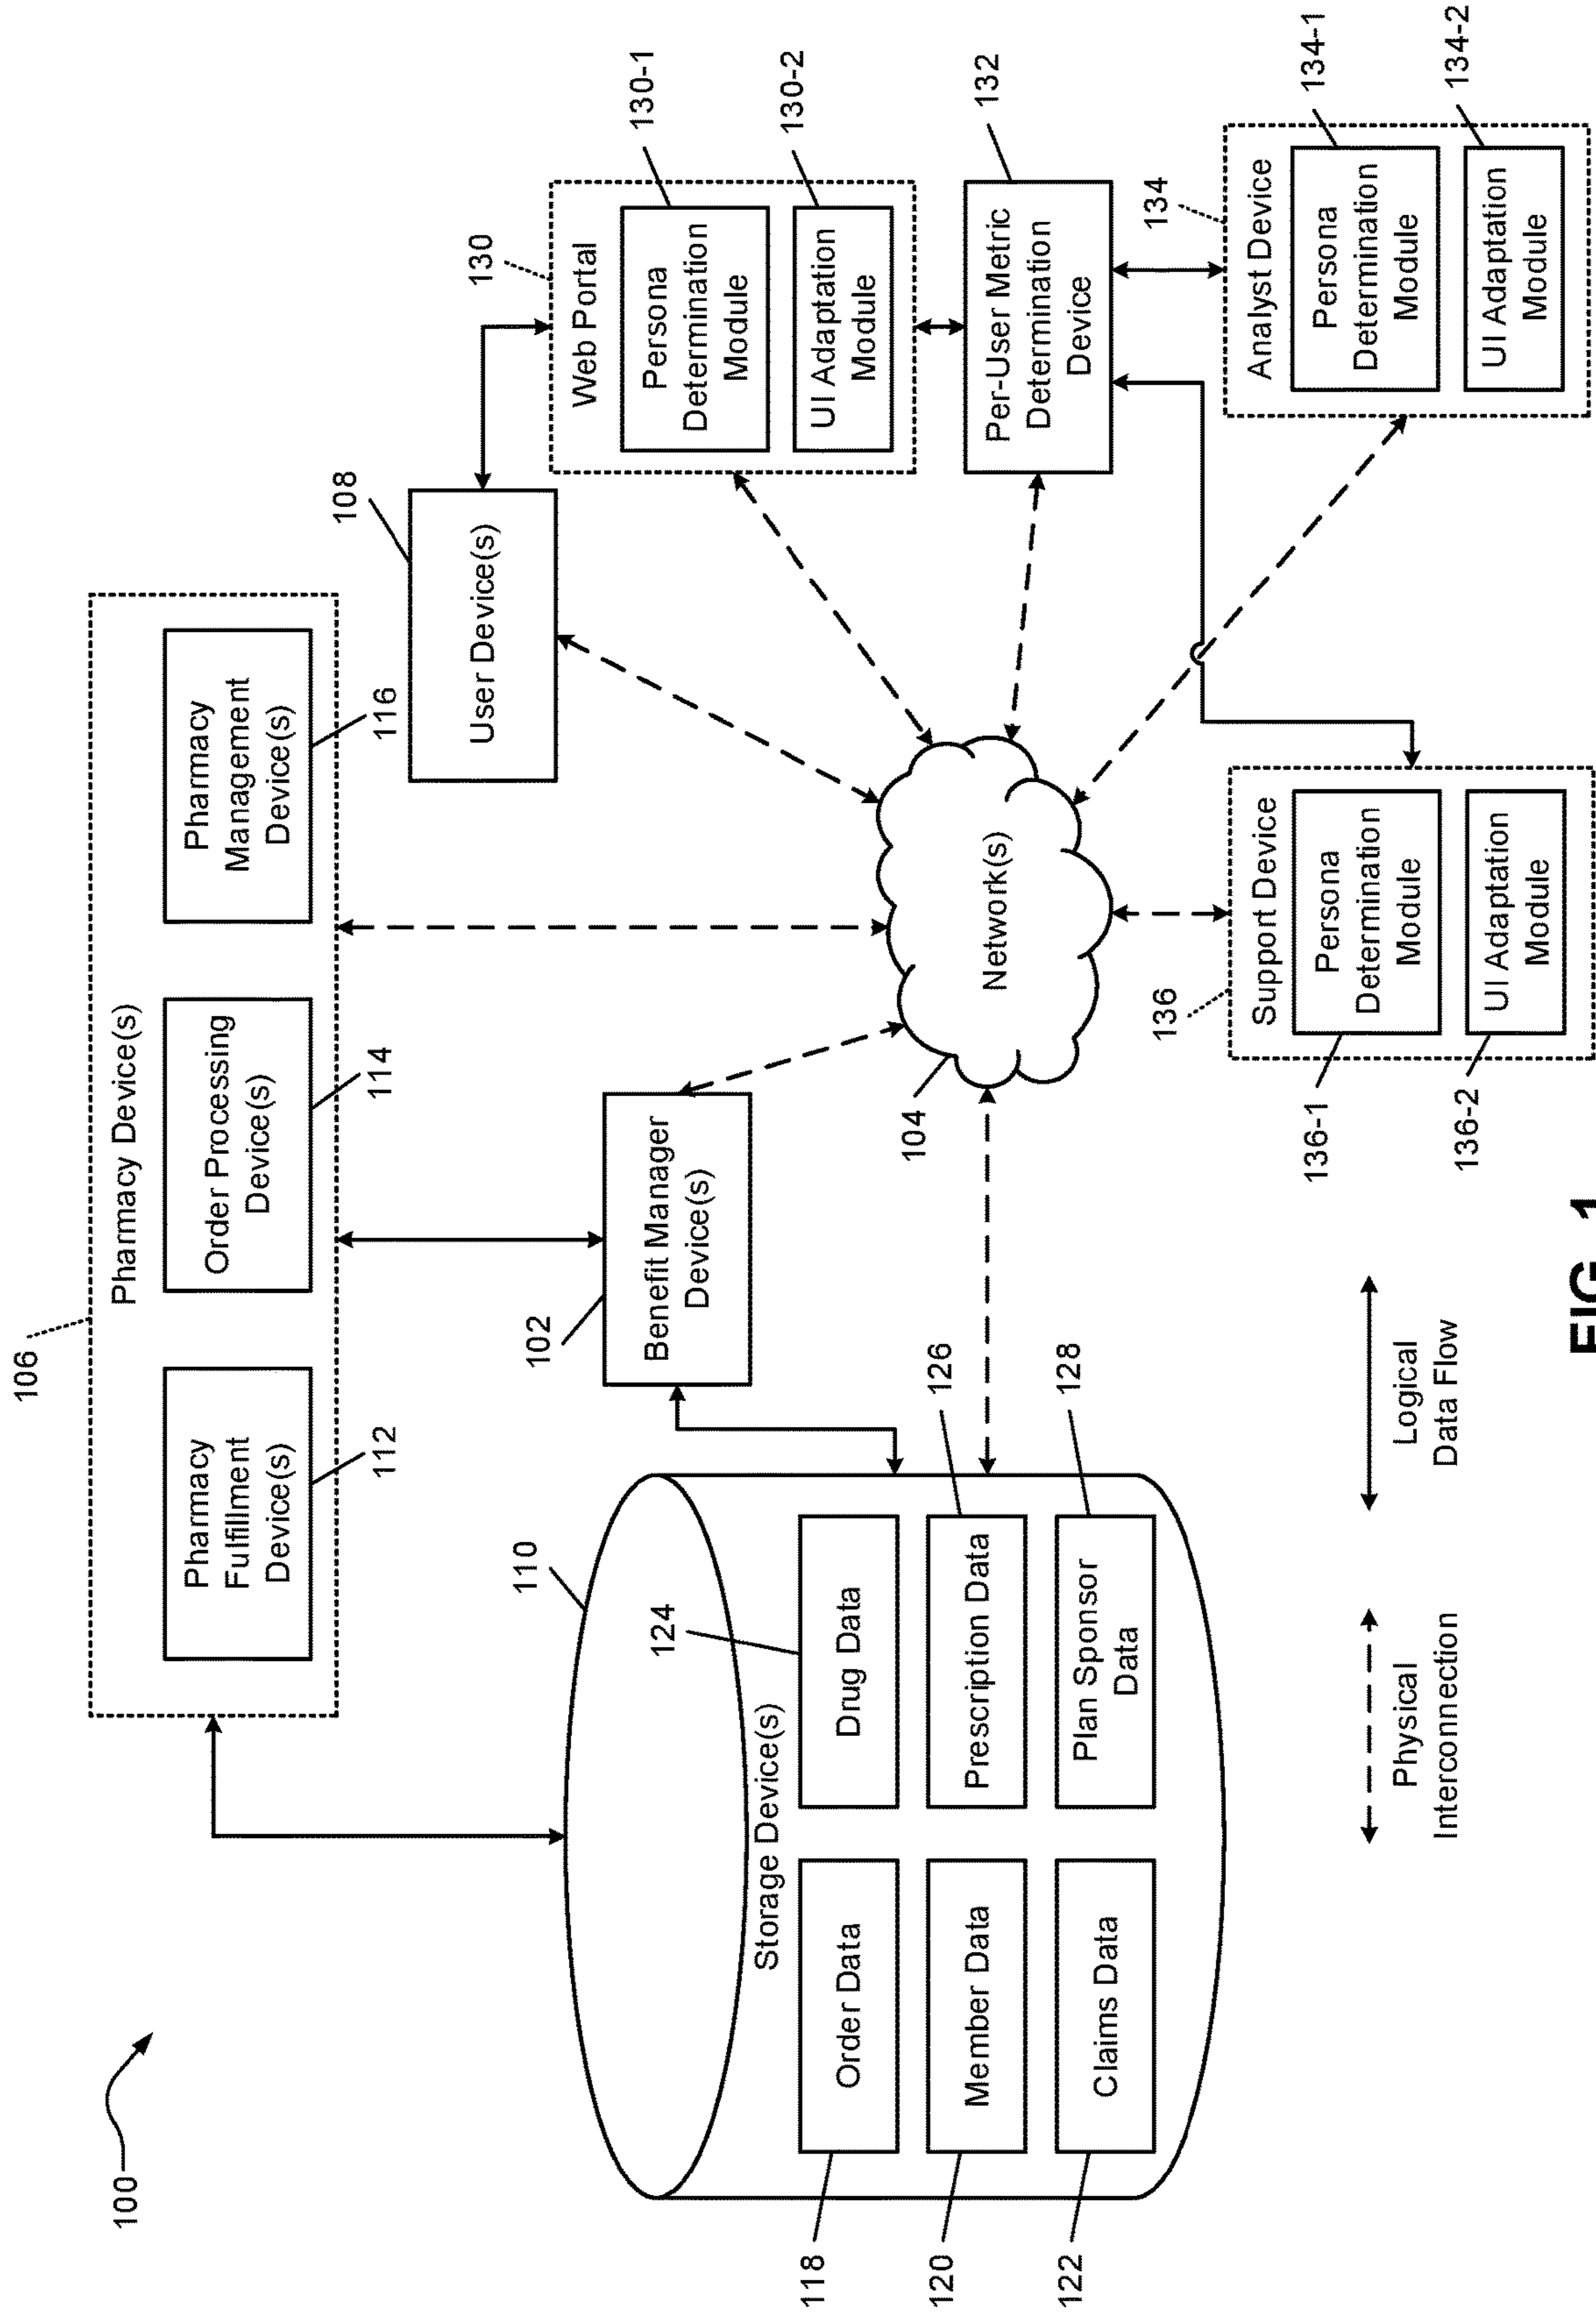 100
106
Pharmacy Device(s)
Pharmacy
Fulfillment
Device(s)
112
Order Processing
Device(s)
114
Pharmacy
Management
Device(s)
116
108
User Device(s)
102
Benefit Manager
Device(s)
110
Storage Device(s)
124
Order Data
Drug Data
118
Member Data
Prescription Data
120
126
Claims Data
Plan Sponsor
Data
122
128
104
Network(s)
130
Web Portal
Persona
Determination
Module
130-1
UI Adaptation
Module
130-2
Per-User Metric
Determination
Device
132
134
Analyst Device
Persona
Determination
Module
134-1
UI Adaptation
Module
134-2
136
Support Device
Persona
Determination
Module
136-1
UI Adaptation
Module
136-2
Physical
Interconnection
Logical
Data Flow
FIG. 1